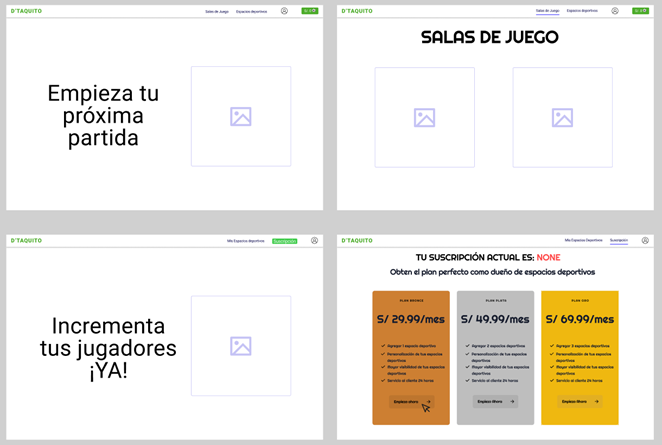 D'TAQUITO
Salas de Juego Espacios deportivos
Empieza tu
próxima
partida
D'TAQUITO
Salas de Juego Espacios deportivos
SALAS DE JUEGO
D'TAQUITO
Mis Espacios deportivos Suscripción
Incrementa
tus jugadores
¡YA!
D'TAQUITO
Mis Espacios Deportivos Suscripción
TU SUSCRIPCIÓN ACTUAL ES: NONE
Obten el plan perfecto como dueño de espacios deportivos
PLAN BRONCE
S/ 29.99/mes
Agregar 1 espacio deportivo
Personalización de tus espacios
deportivos
Mayor visibilidad de tus espacios
deportivos
Servicio al cliente 24 horas
Empieza ahora
PLAN PLATA
S/ 49.99/mes
Agregar 2 espacios deportivos
Personalización de tus espacios
deportivos
Mayor visibilidad de tus espacios
deportivos
Servicio al cliente 24 horas
Empieza Ahora
PLAN ORO
S/ 69.99/mes
Agregar 3 espacios deportivos
Personalización de tus espacios
deportivos
Mayor visibilidad de tus espacios
deportivos
Servicio al cliente 24 horas
Empieza Ahora